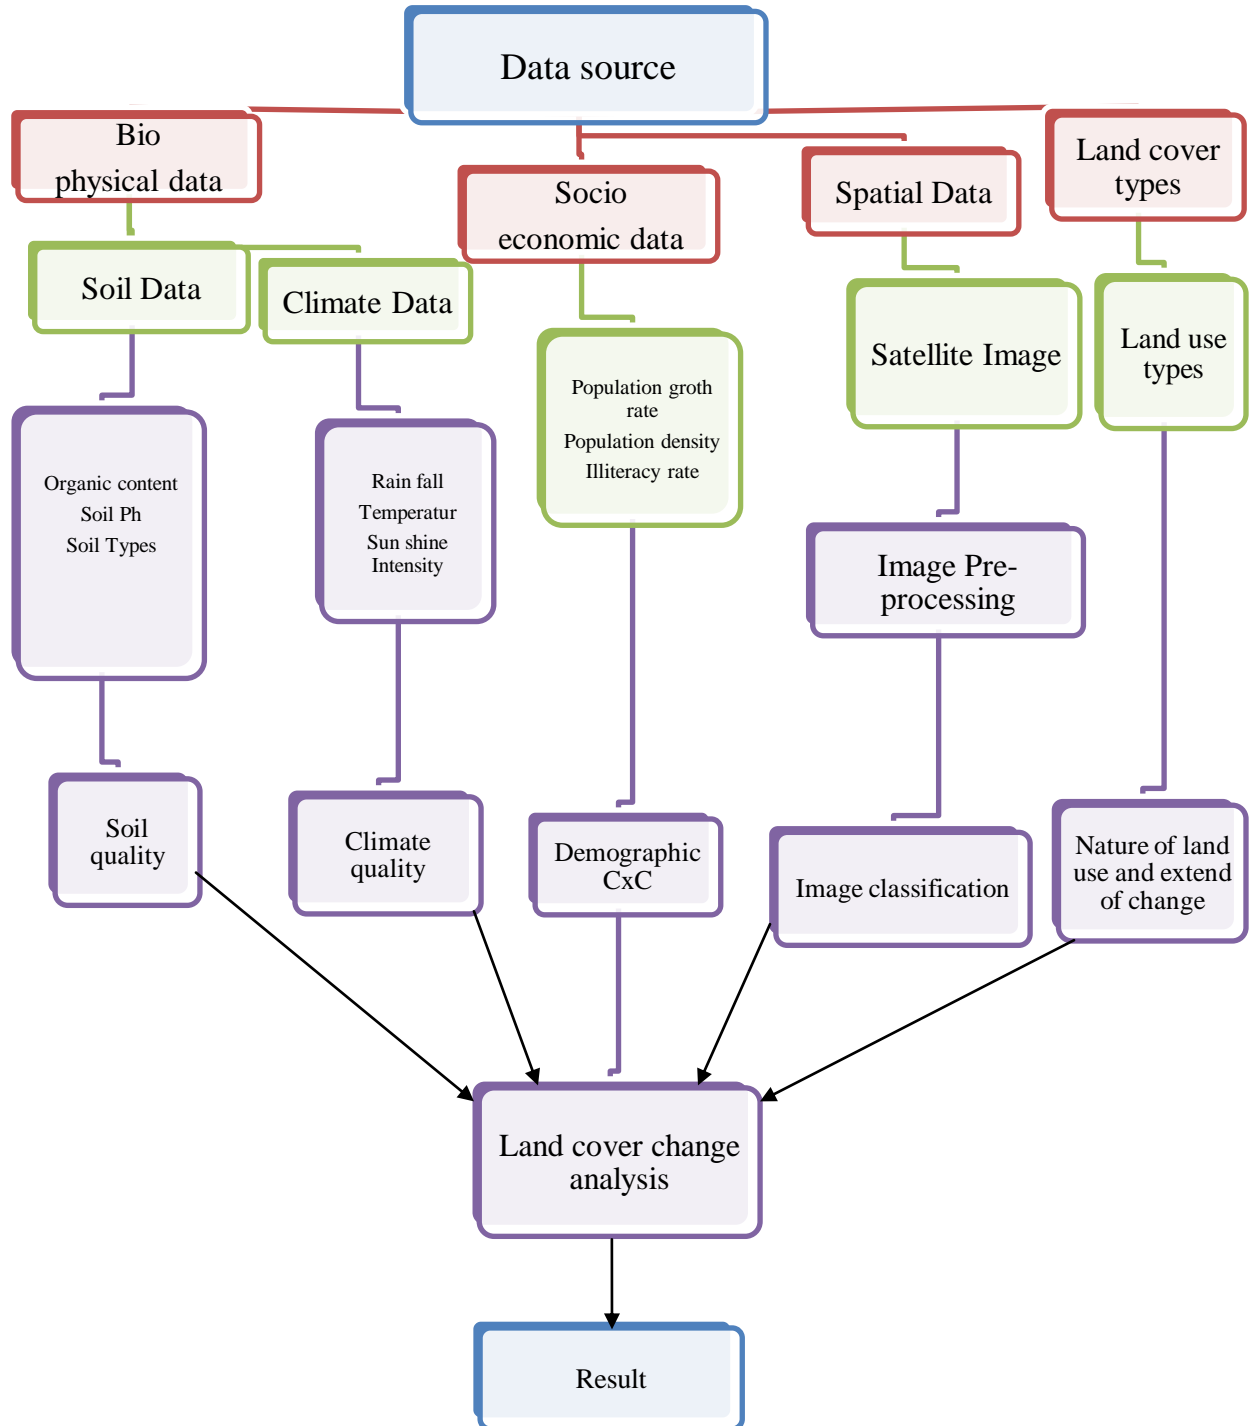 Data source
Bio
physical data
Socio
economic data
Spatial Data
Land cover
types
Soil Data
Climate Data
Satellite Image
Land use
types
Population groth
rate
Population density
Illiteracy rate
Organic content
Soil Ph
Soil Types
Rain fall
Temperatur
Sun shine
Intensity
Image Pre-
processing
Soil
quality
Climate
quality
Demographic
CxC
Image classification
Nature of land
use and extend
of change
Land cover change
analysis
Result